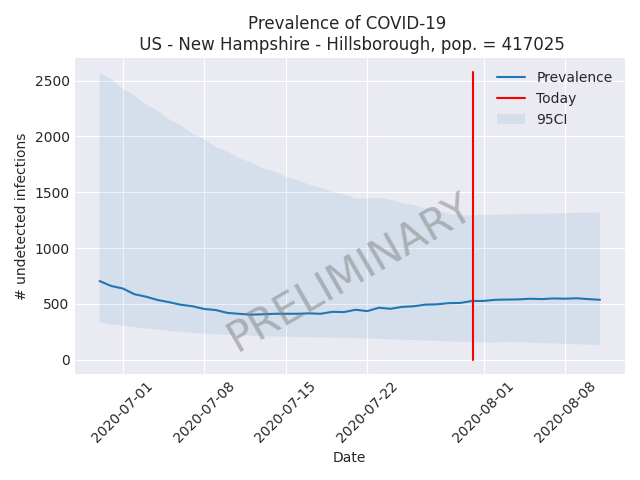 Prevalence of COVID-19
US - New Hampshire - Hillsborough, pop. = 417025
2500
2000
1500
1000
500
0
# undetected infections
Prevalence
Today
95CI
PRELIMINARY
2020-07-01
2020-07-08
2020-07-15
2020-07-22
2020-08-01
2020-08-08
Date